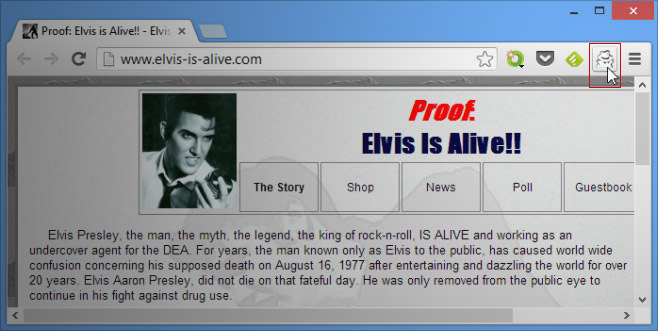 Proof: Elvis is Alive!! - Elvis
www.elvis-is-alive.com
Proof:
Elvis Is Alive!!
The Story Shop News Poll Guestbook
Elvis Presley, the man, the myth, the legend, the king of rock-n-roll, IS ALIVE and working as an
undercover agent for the DEA. For years, the man known only as Elvis to the public, has caused world wide
confusion concerning his supposed death on August 16, 1977 after entertaining and dazzling the world for over
20 years. Elvis Aaron Presley, did not die on that fateful day. He was only removed from the public eye to
continue in his fight against drug use.